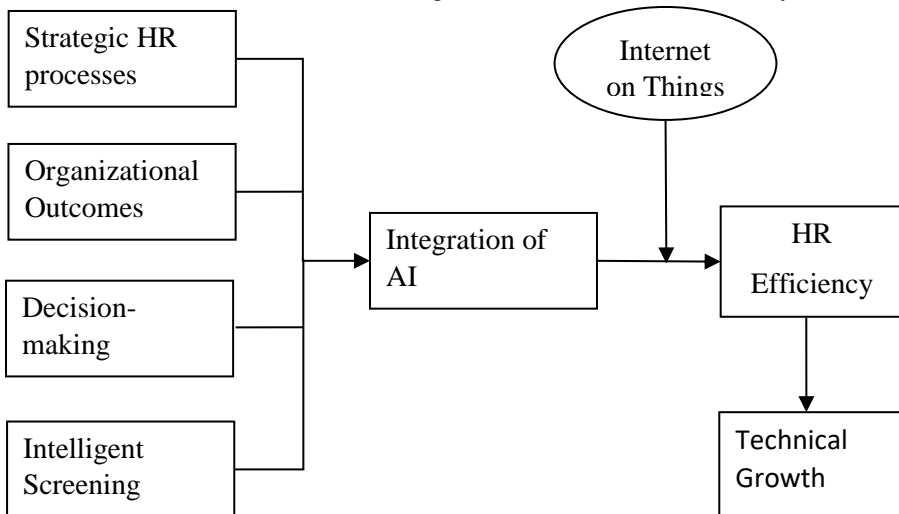 Strategic HR
processes
Internet
on Things
Organizational
Outcomes
Integration of
AI
HR
Efficiency
Decision-
making
Intelligent
Screening
Technical
Growth